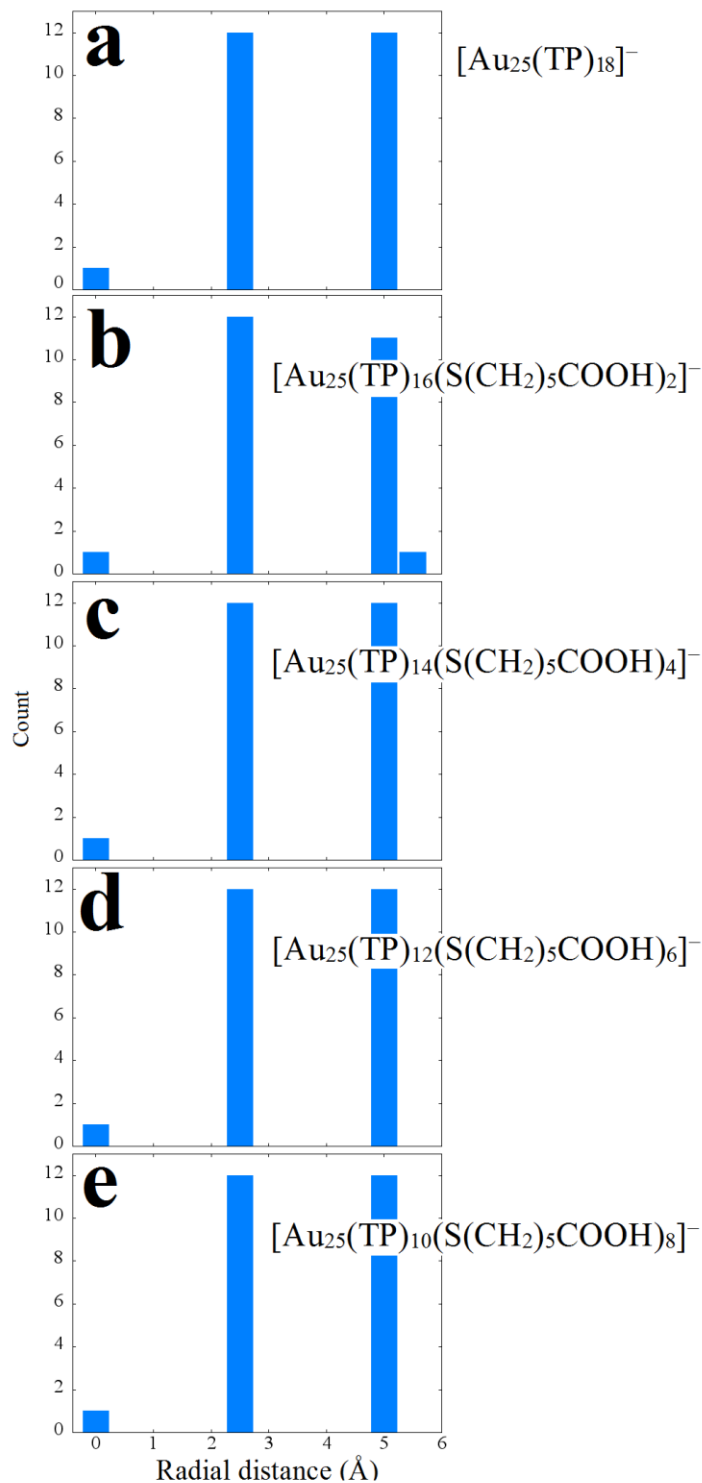 a
[Au₂₅(TP)₁₈]⁻
12
10
8
6
4
2
0
b
[Au₂₅(TP)₁₆(S(CH₂)₅COOH)₂]⁻
12
10
8
6
4
2
0
c
[Au₂₅(TP)₁₄(S(CH₂)₅COOH)₄]⁻
12
10
8
6
4
2
0
Count
d
[Au₂₅(TP)₁₂(S(CH₂)₅COOH)₆]⁻
12
10
8
6
4
2
0
e
[Au₂₅(TP)₁₀(S(CH₂)₅COOH)₈]⁻
12
10
8
6
4
2
0
0 1 2 3 4 5 6
Radial distance (Å)